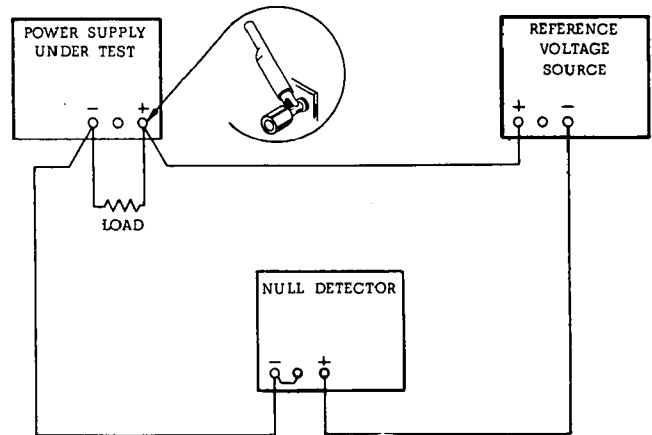 POWER SUPPLY
UNDER TEST
- +
LOAD
REFERENCE
VOLTAGE
SOURCE
+ -
NULL DETECTOR
- +